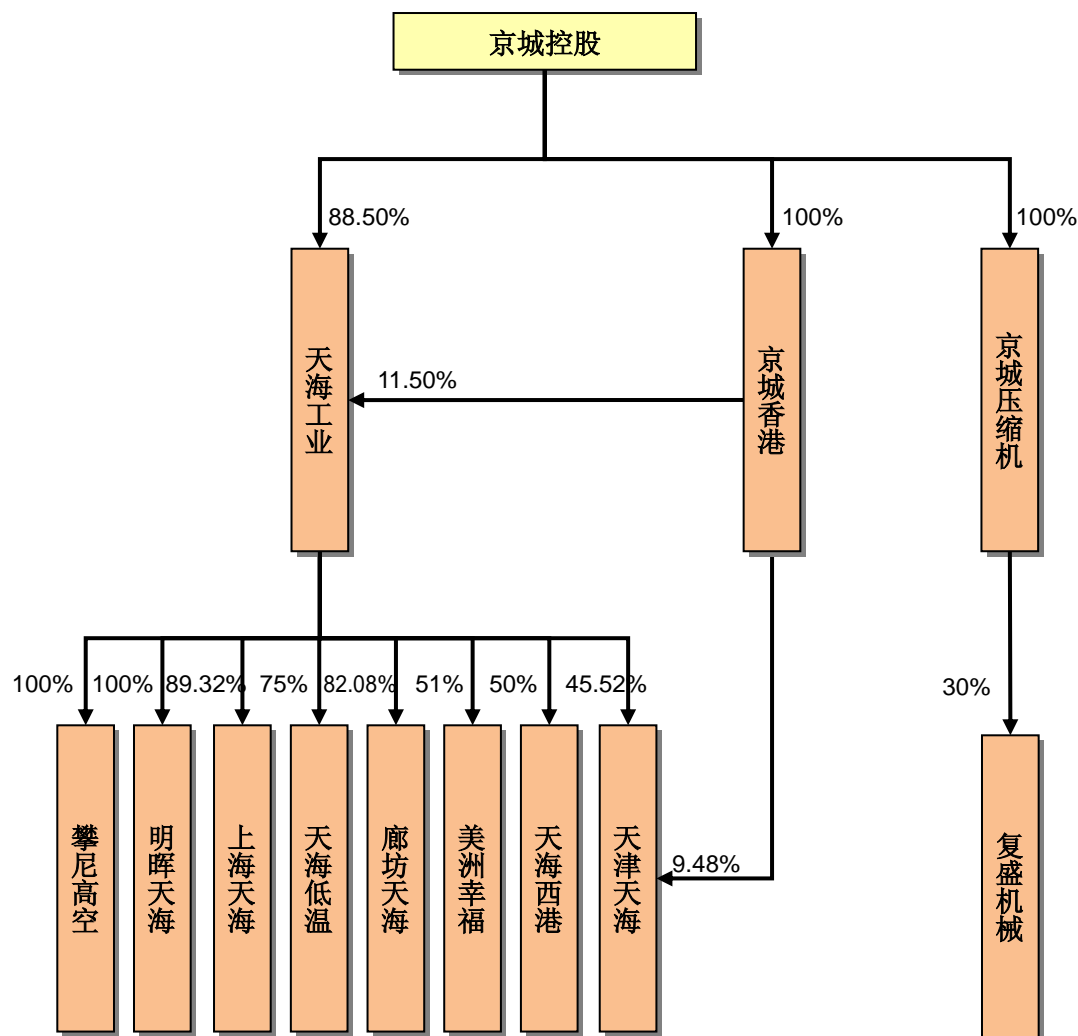 京城控股
88.50%
100%
100%
天海工业
11.50%
京城香港
京城压缩机
100%
100%
89.32%
75%
82.08%
51%
50%
45.52%
30%
攀尼高空
明晖天海
上海天海
天海低温
廊坊天海
美洲幸福
天海西港
天津天海
9.48%
复盛机械